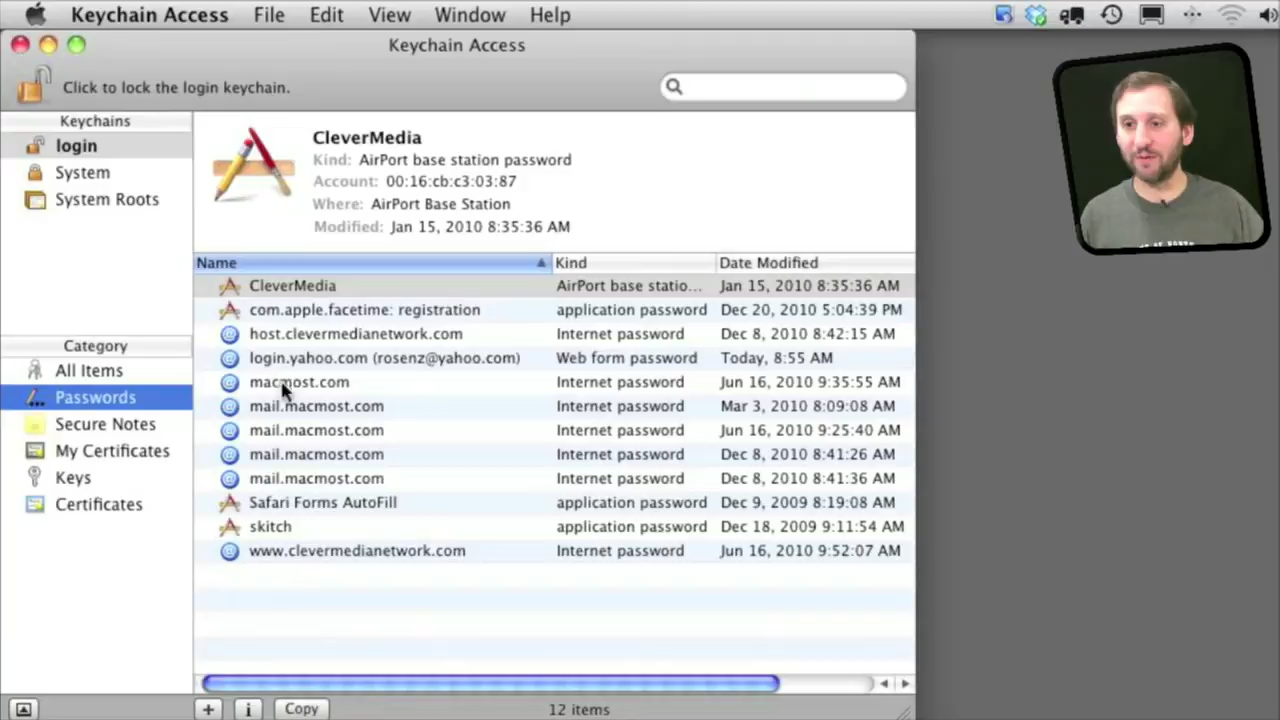 Keychain Access File Edit View Window Help
Keychain Access
Click to lock the login keychain.
Keychains
login
System
System Roots
CleverMedia
Kind: AirPort base station password
Account: 00:16:cb:c3:03:87
Where: AirPort Base Station
Modified: Jan 15, 2010 8:35:36 AM
Name Kind Date Modified
CleverMedia AirPort base statio... Jan 15, 2010 8:35:36 AM
com.apple.facetime: registration application password Dec 20, 2010 5:04:39 PM
host.clevermedianetwork.com Internet password Dec 8, 2010 8:42:15 AM
login.yahoo.com (rosenz@yahoo.com) Web form password Today, 8:55 AM
macmost.com Internet password Jun 16, 2010 9:35:55 AM
mail.macmost.com Internet password Mar 3, 2010 8:09:08 AM
mail.macmost.com Internet password Jun 16, 2010 9:25:40 AM
mail.macmost.com Internet password Dec 8, 2010 8:41:26 AM
mail.macmost.com Internet password Dec 8, 2010 8:41:36 AM
Safari Forms AutoFill application password Dec 9, 2009 8:19:08 AM
skitch application password Dec 18, 2009 9:11:54 AM
www.clevermedianetwork.com Internet password Jun 16, 2010 9:52:07 AM
Category
All Items
Passwords
Secure Notes
My Certificates
Keys
Certificates
Copy 12 items